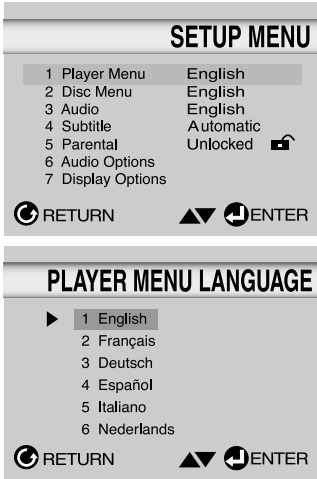 SETUP MENU
1 Player Menu English
2 Disc Menu English
3 Audio English
4 Subtitle Automatic
5 Parental Unlocked
6 Audio Options
7 Display Options
RETURN ENTER
PLAYER MENU LANGUAGE
1 English
2 Français
3 Deutsch
4 Español
5 Italiano
6 Nederlands
RETURN ENTER